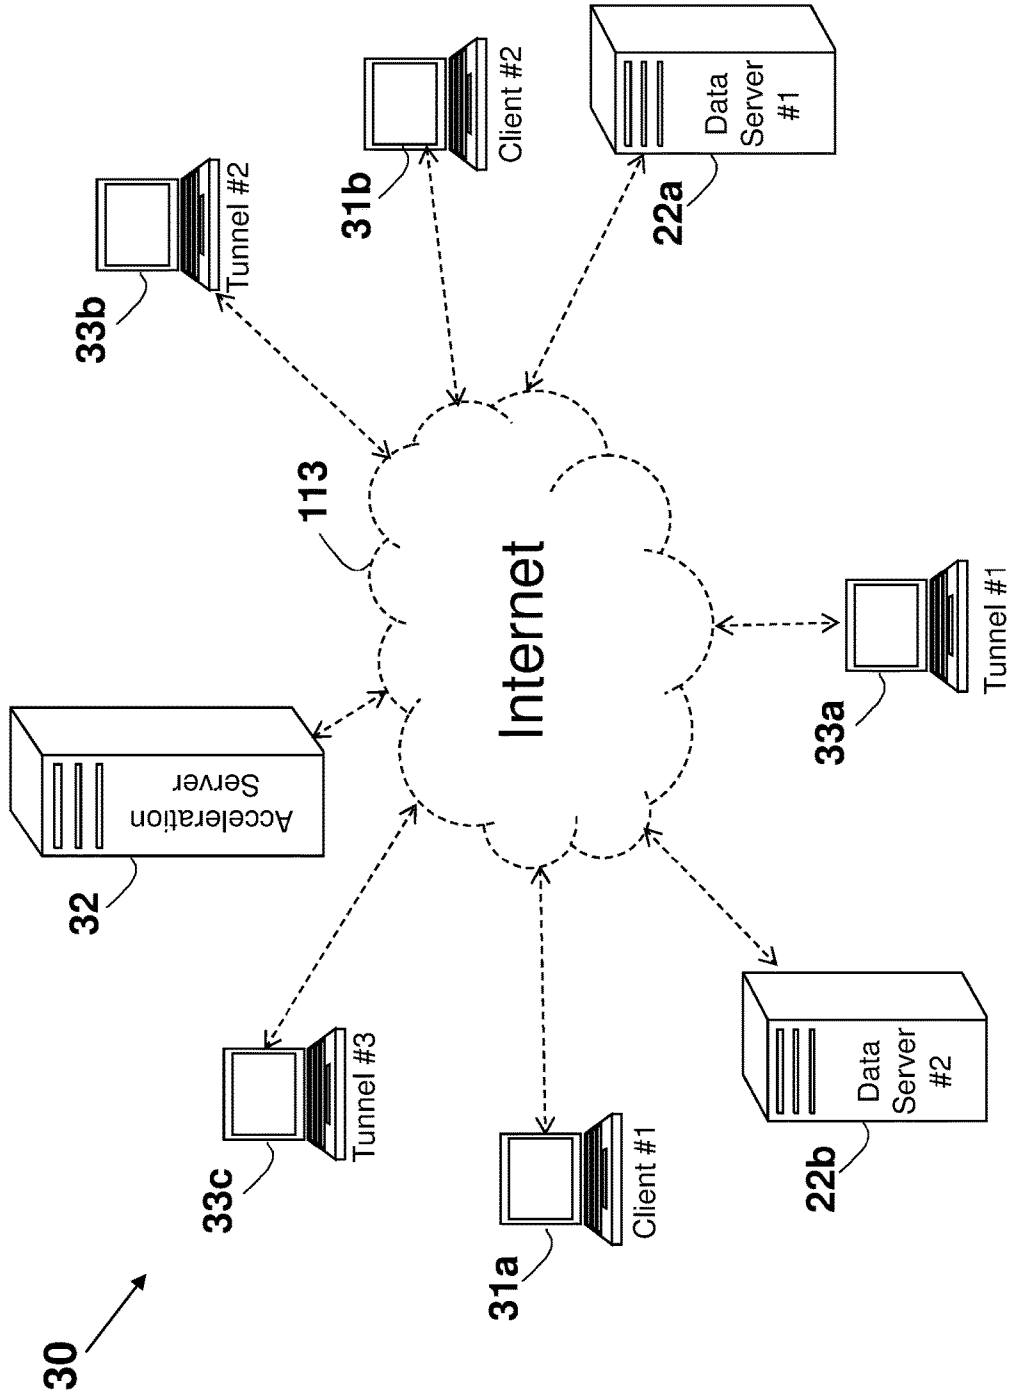 30
32
33b
Acceleration
Server
33c
Tunnel #2
113
31b
Tunnel #3
31a
Client #2
Internet
Client #1
22a
Data
Server
#1
22b
33a
Data
Server
#2
Tunnel #1